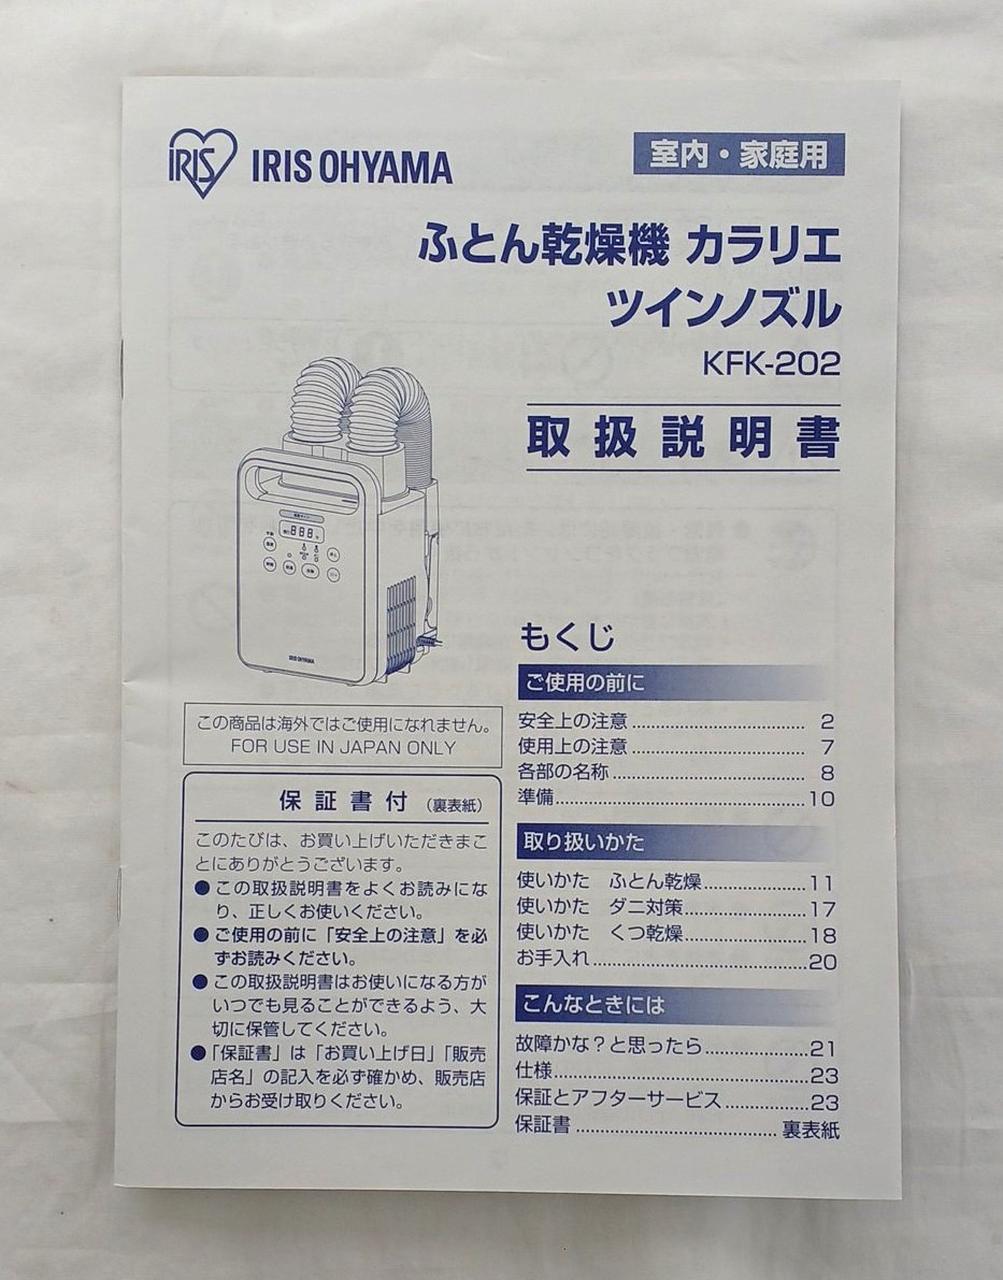 IRIS IRIS OHYAMA
室内・家庭用
ふとん乾燥機 カラリエ
ツインノズル
KFK-202
取扱説明書
IRIS OHYAMA
この商品は海外ではご使用になれません。
FOR USE IN JAPAN ONLY
保証書付（裏表紙）
このたびは、お買い上げいただきまこ
とにありがとうございます。
●この取扱説明書をよくお読みにな
り、正しくお使いください。
●ご使用の前に「安全上の注意」を必
ずお読みください。
●この取扱説明書はお使いになる方が
いつでも見ることができるよう、大
切に保管してください。
●「保証書」は「お買い上げ日」「販売
店名」の記入を必ず確かめ、販売店
からお受け取りください。
もくじ
ご使用の前に
安全上の注意 2
使用上の注意 7
各部の名称 8
準備 10
取り扱いかた
使いかた ふとん乾燥 11
使いかた ダニ対策 17
使いかた くつ乾燥 18
お手入れ 20
こんなときには
故障かな？と思ったら 21
仕様 23
保証とアフターサービス 23
保証書 裏表紙